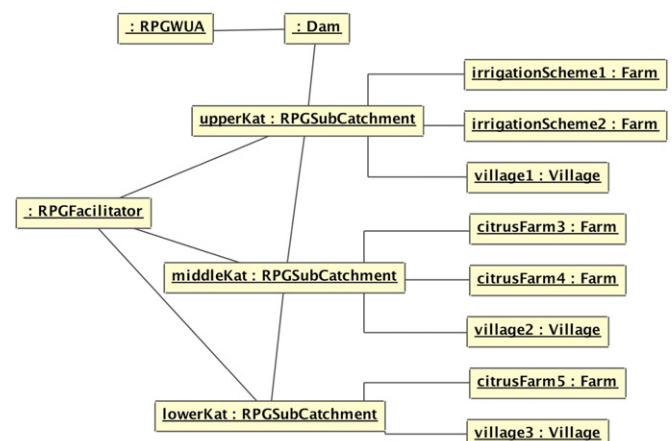 : RPGWUA
: Dam
irrigationScheme1 : Farm
upperKat : RPGSubCatchment
irrigationScheme2 : Farm
village1 : Village
: RPGFacilitator
citrusFarm3 : Farm
middleKat : RPGSubCatchment
citrusFarm4 : Farm
village2 : Village
citrusFarm5 : Farm
lowerKat : RPGSubCatchment
village3 : Village